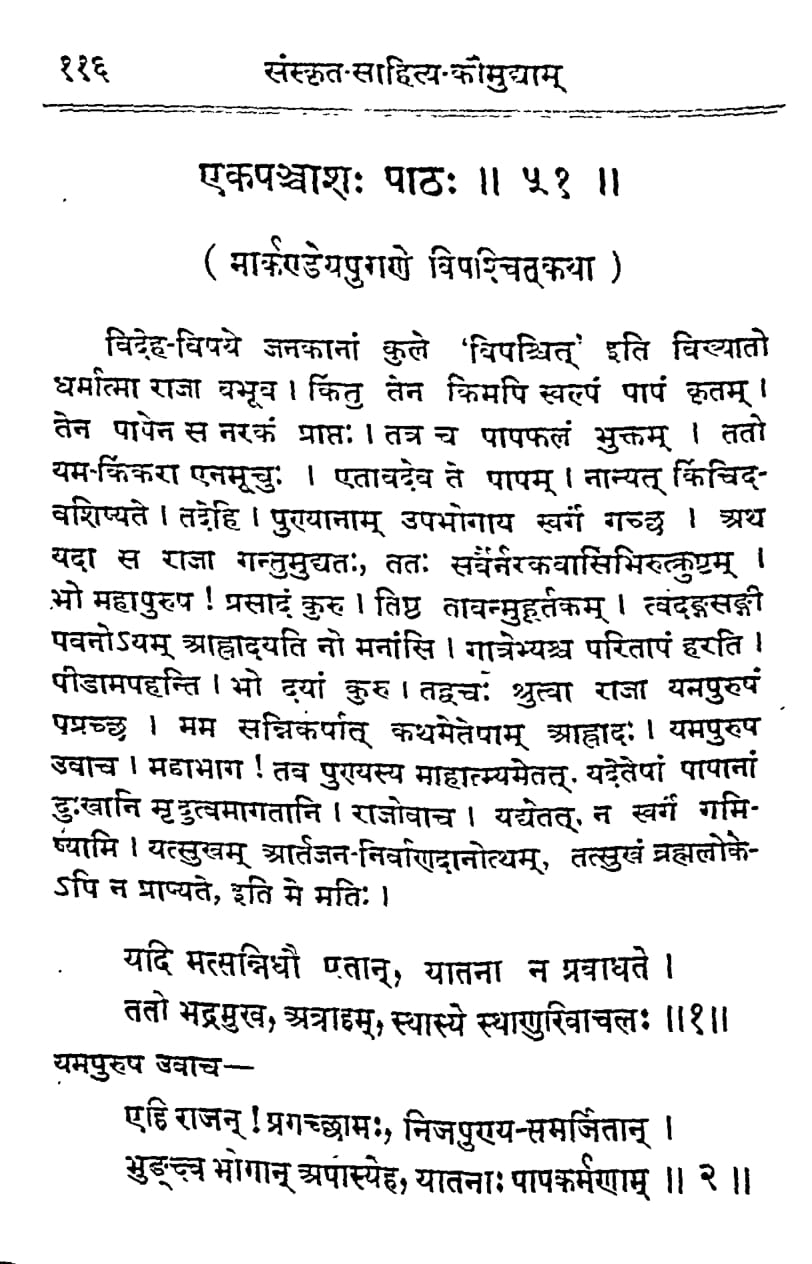 ११६ संस्कृत-साहित्य-कौमुद्याम्
एकपञ्चाशः पाठः ॥ ५१ ॥
( मार्कण्डेयपुराणे विपश्चित्कथा )
विदेह-विषये जनकानां कुले 'विपश्चित्' इति विख्यातो
धर्मात्मा राजा बभूव । किंतु तेन किमपि स्वल्पं पापं कृतम् ।
तेन पापेन स नरकं प्राप्तः । तत्र च पापफलं भुक्तम् । ततो
यम-किंकरा एनमूचुः । एतावदेव ते पापम् । नान्यत् किंचिद-
वशिष्यते । तदेहि । पुण्यानाम् उपभोगाय स्वर्गं गच्छ । अथ
यदा स राजा गन्तुमुद्यतः, ततः सर्वैर्नरकवासिभिरुत्क्रुष्टम् ।
भो महापुरुष ! प्रसादं कुरु । तिष्ठ तावन्मुहूर्तकम् । त्वदङ्गसङ्गी
पवनोऽयम् आह्लादयति नो मनांसि । गात्रेभ्यश्च परितापं हरति ।
पीडामपहन्ति । भो दयां कुरु । तद्वचः श्रुत्वा राजा यमपुरुषं
पप्रच्छ । मम सन्निकर्षात् कथमेतेषाम् आह्लादः । यमपुरुष
उवाच । महाभाग ! तव पुण्यस्य माहात्म्यमेतत्, यदेतेषां पापानां
दुःखानि मृदुत्वमागतानि । राजोवाच । यद्येतत्, न स्वर्गं गमि-
ष्यामि । यत्सुखम् आर्तजन-निर्वाणदानोत्थम्, तत्सुखं ब्रह्मलोके-
ऽपि न प्राप्यते, इति मे मतिः ।
यदि मत्सन्निधौ एतान्, यातना न प्रबाधते ।
ततो भद्रमुख, अत्राहम्, स्थास्ये स्थाणुरिवाचलः ॥१॥
यमपुरुष उवाच—
एहि राजन् ! प्रगच्छामः, निजपुण्य-समर्जितान् ।
भुङ्क्ष्व भोगान् अपास्येह, यातनाः पापकर्मणाम् ॥ २ ॥